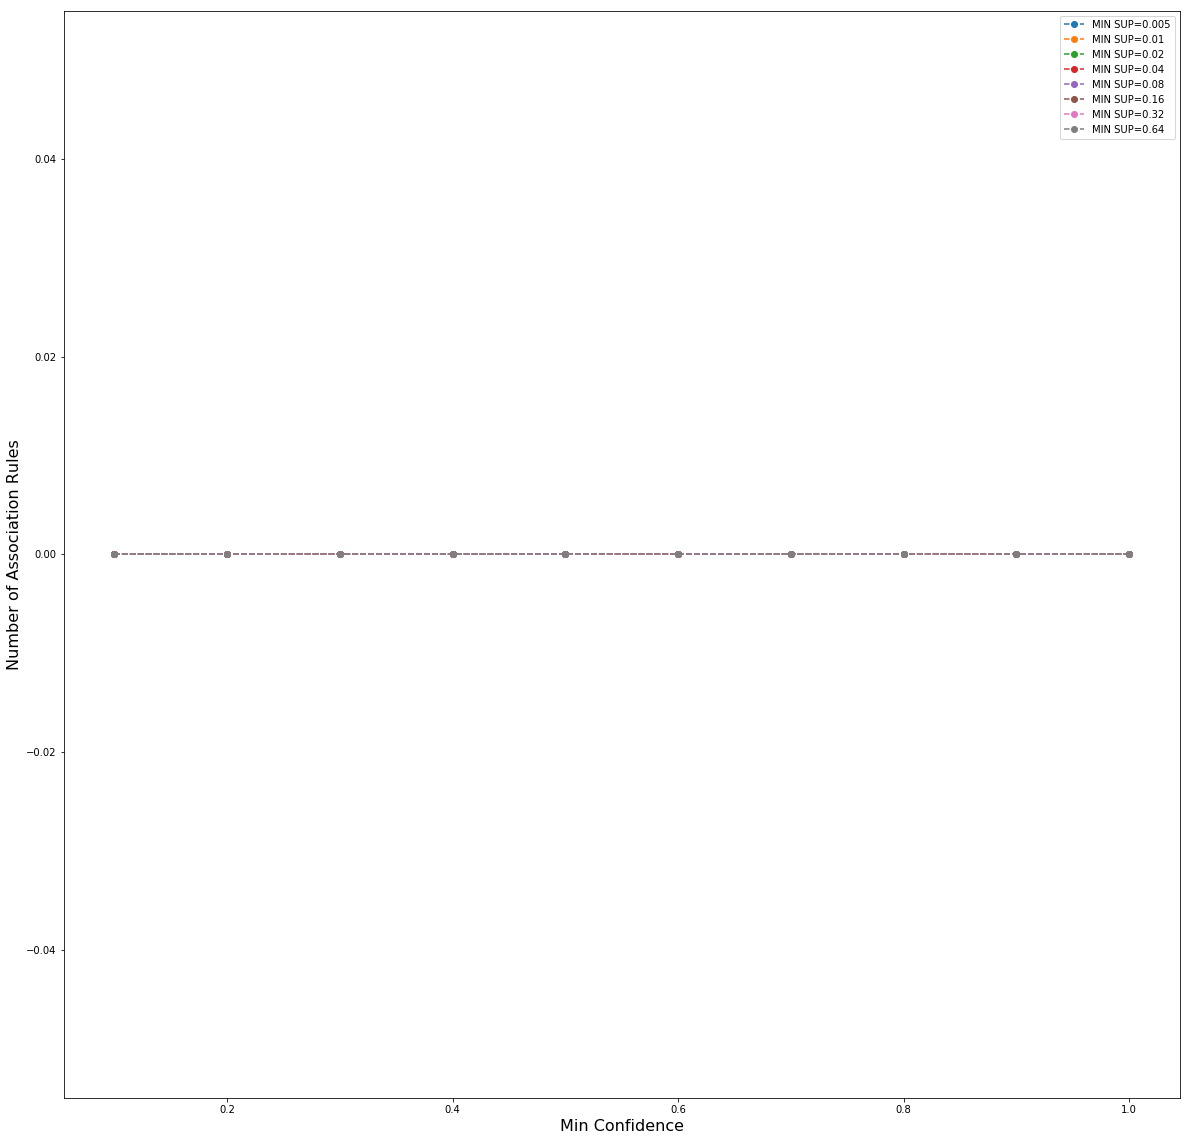 MIN SUP=0.005
MIN SUP=0.01
MIN SUP=0.02
MIN SUP=0.04
MIN SUP=0.08
MIN SUP=0.16
MIN SUP=0.32
MIN SUP=0.64
0.04
0.02
0.00
−0.02
−0.04
Number of Association Rules
0.2 0.4 0.6 0.8 1.0
Min Confidence